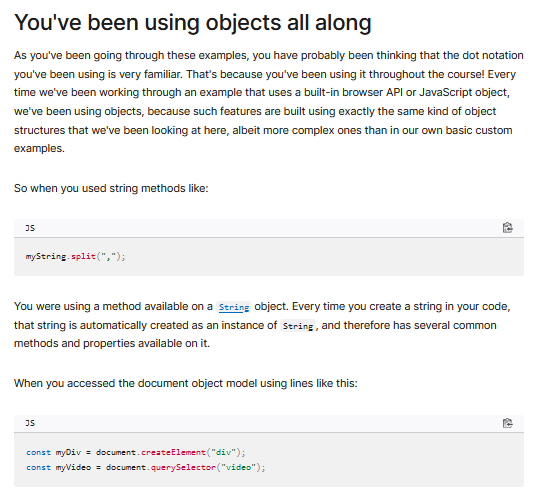 You've been using objects all along
As you've been going through these examples, you have probably been thinking that the dot notation
you've been using is very familiar. That's because you've been using it throughout the course! Every
time we've been working through an example that uses a built-in browser API or JavaScript object,
we've been using objects, because such features are built using exactly the same kind of object
structures that we've been looking at here, albeit more complex ones than in our own basic custom
examples.
So when you used string methods like:
JS
myString.split(",");
You were using a method available on a String object. Every time you create a string in your code,
that string is automatically created as an instance of String, and therefore has several common
methods and properties available on it.
When you accessed the document object model using lines like this:
JS
const myDiv = document.createElement("div");
const myVideo = document.querySelector("video");